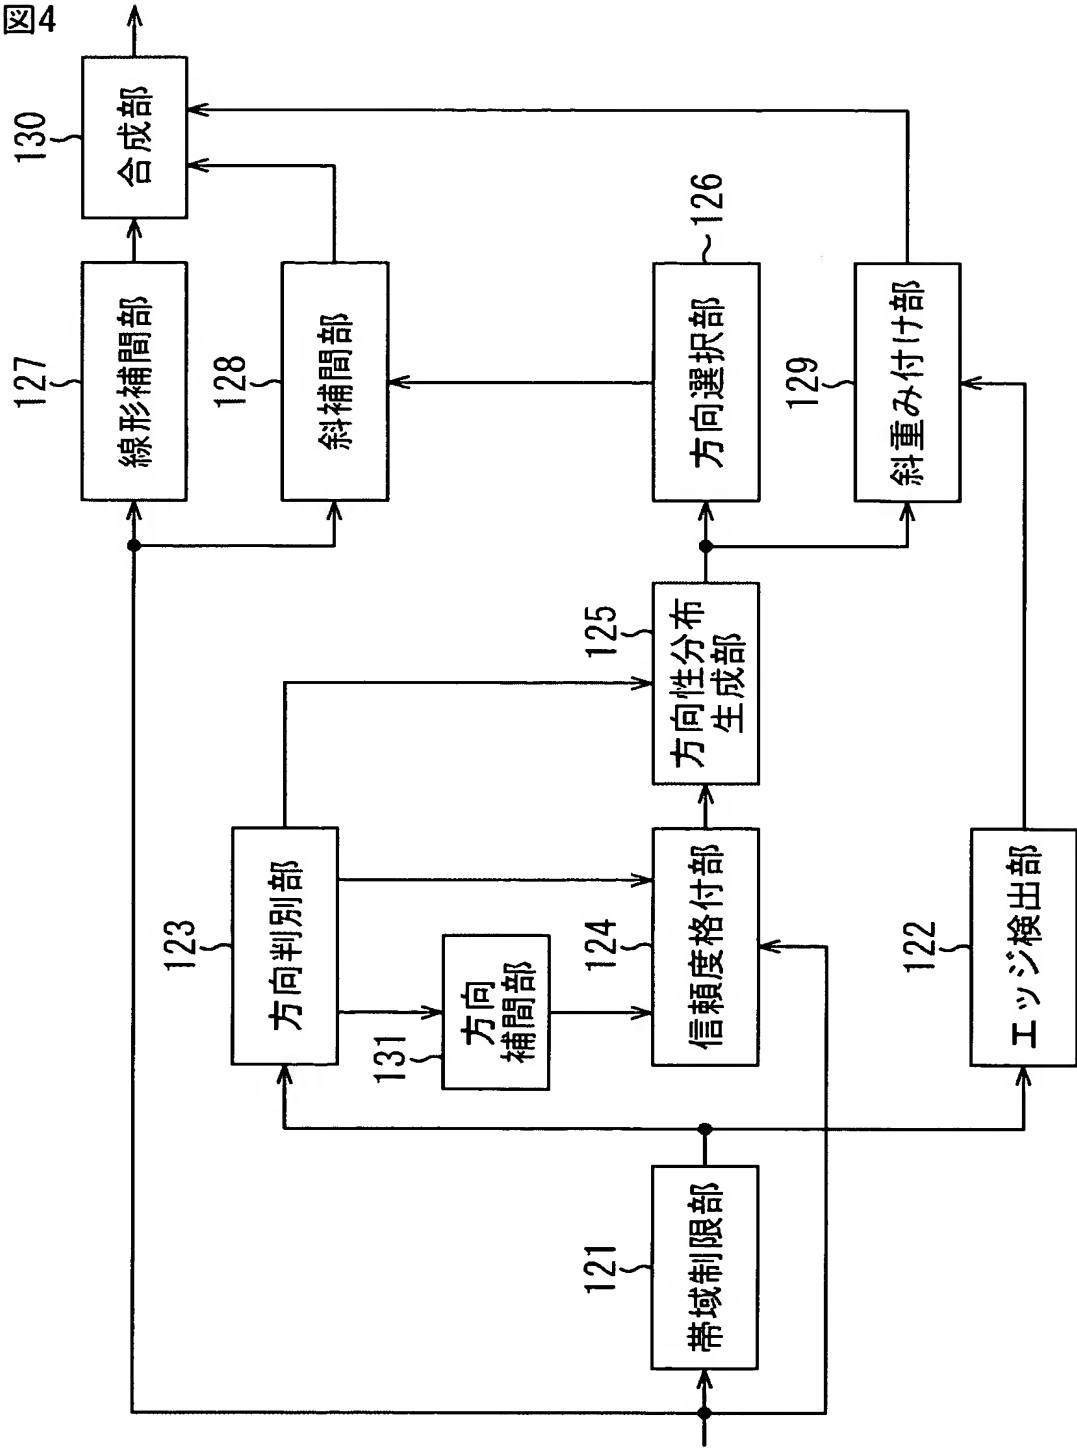 図4
130
合成部
127
線形補間部
128
斜補間部
126
方向選択部
129
斜重み付け部
125
方向性分布
生成部
123
方向判別部
131
方向
補間部
124
信頼度格付部
122
エッジ検出部
121
帯域制限部